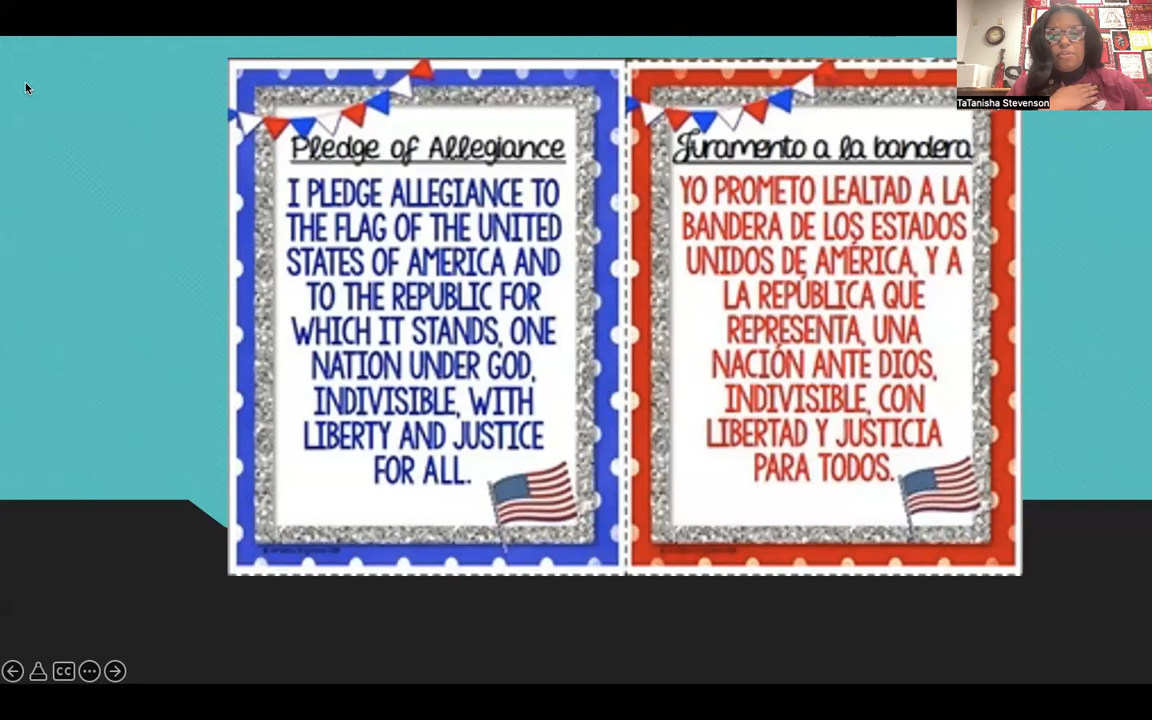 TaTanisha Stevenson
Pledge of Allegiance
I PLEDGE ALLEGIANCE TO
THE FLAG OF THE UNITED
STATES OF AMERICA AND
TO THE REPUBLIC FOR
WHICH IT STANDS, ONE
NATION UNDER GOD,
INDIVISIBLE, WITH
LIBERTY AND JUSTICE
FOR ALL.
Juramento a la bandera
YO PROMETO LEALTAD A LA
BANDERA DE LOS ESTADOS
UNIDOS DE AMÉRICA, Y A
LA REPÚBLICA QUE
REPRESENTA, UNA
NACIÓN ANTE DIOS,
INDIVISIBLE, CON
LIBERTAD Y JUSTICIA
PARA TODOS.
CC